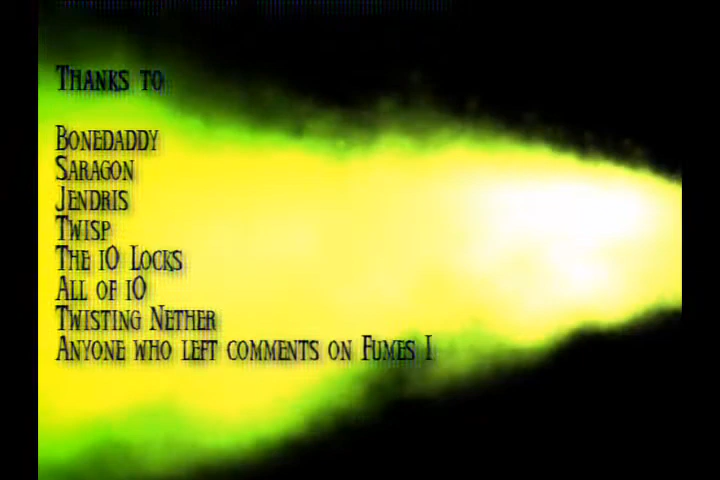 Thanks to
Bonedaddy
Saragon
Jendris
Twisp
The iO Locks
All of iO
Twisting Nether
Anyone who left comments on Fumes I